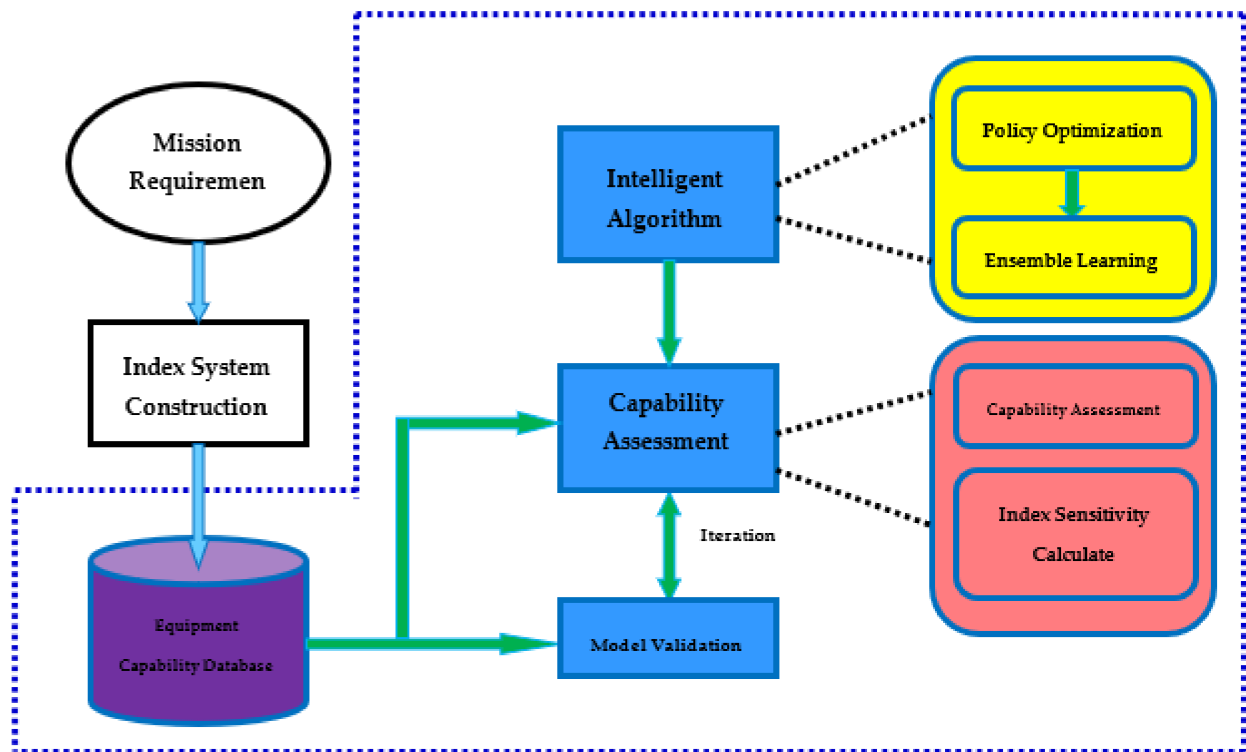 Mission
Requiremen
Index System
Construction
Equipment
Capability Database
Intelligent
Algorithm
Capability
Assessment
Iteration
Model Validation
Policy Optimization
Ensemble Learning
Capability Assessment
Index Sensitivity
Calculate